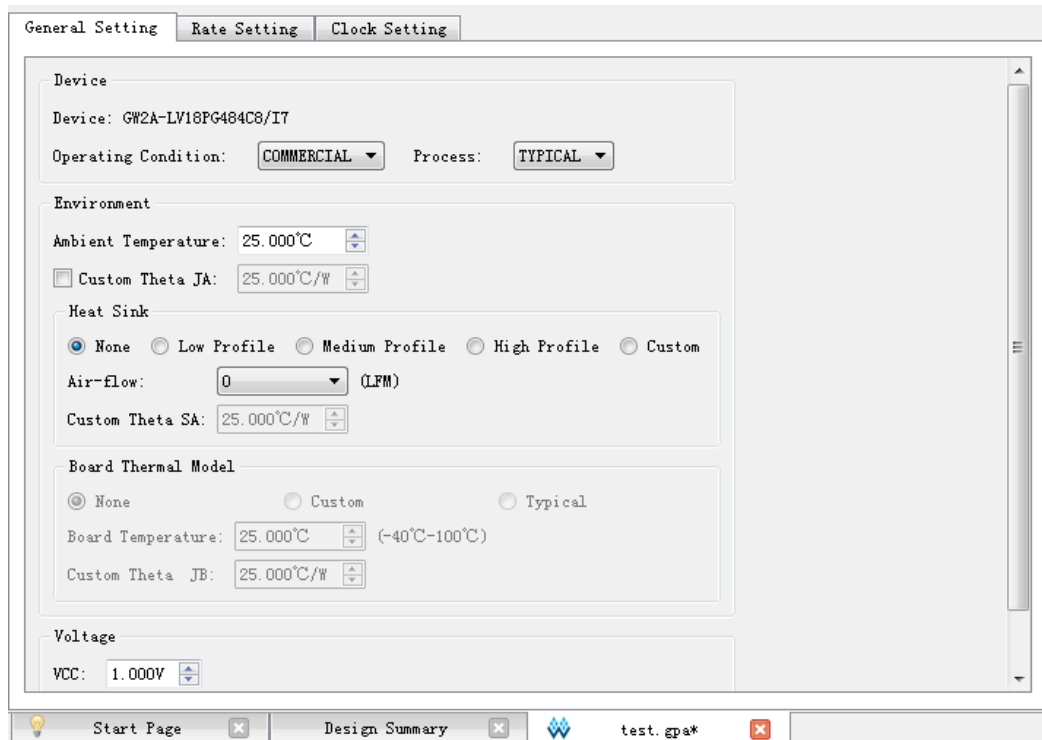 General Setting Rate Setting Clock Setting
Device
Device: GW2A-LV18PG484C8/I7
Operating Condition: COMMERCIAL Process: TYPICAL
Environment
Ambient Temperature: 25.000℃
Custom Theta JA: 25.000℃/W
Heat Sink
None Low Profile Medium Profile High Profile Custom
Air-flow: 0 (LFM)
Custom Theta SA: 25.000℃/W
Board Thermal Model
None Custom Typical
Board Temperature: 25.000℃ (-40℃-100℃)
Custom Theta JB: 25.000℃/W
Voltage
VCC: 1.000V
Start Page Design Summary test.gpa*